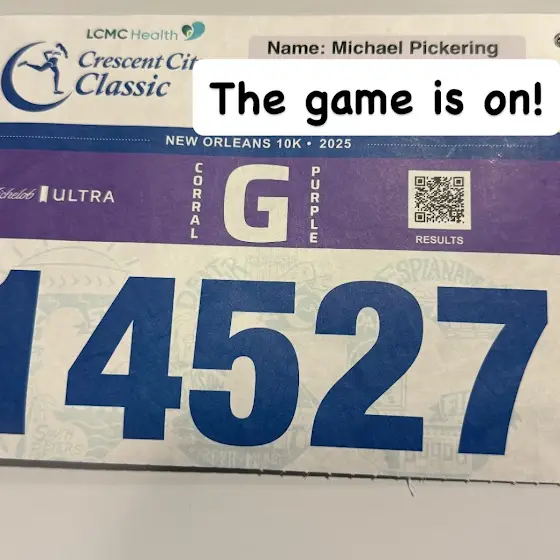 LCMC Health
Name: Michael Pickering
Crescent Cit
Classic
The game is on!
NEW ORLEANS 10K • 2025
ULTRA
CORRAL
G
PURPLE
RESULTS
14527